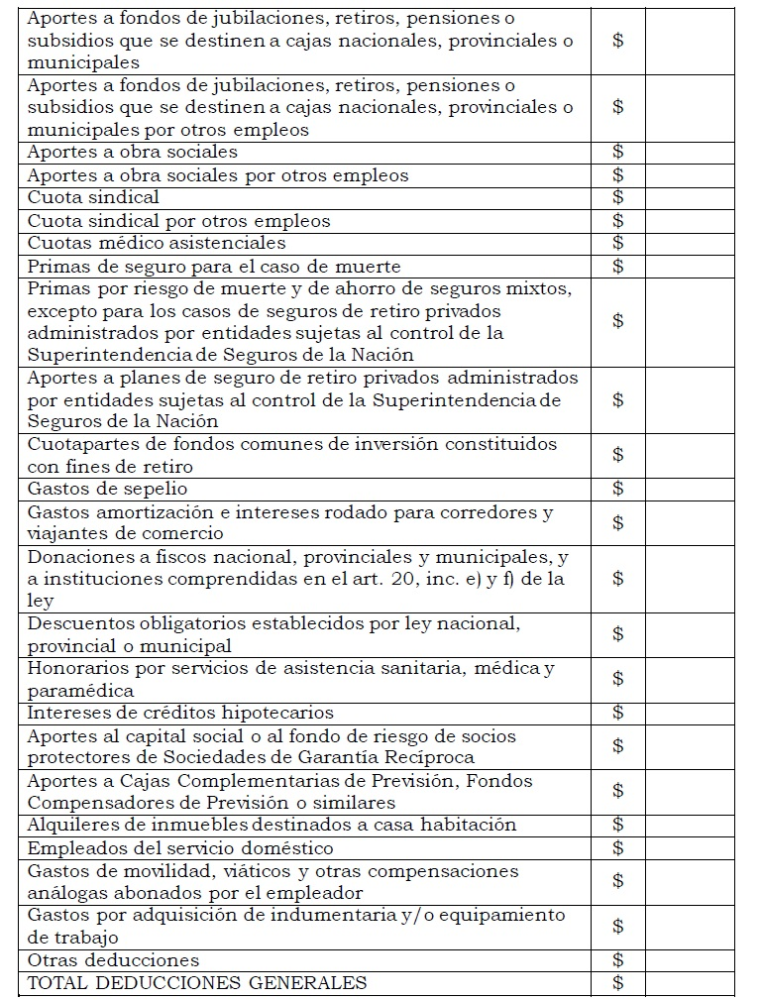 Aportes a fondos de jubilaciones, retiros, pensiones o
subsidios que se destinen a cajas nacionales, provinciales o $
municipales
Aportes a fondos de jubilaciones, retiros, pensiones o
subsidios que se destinen a cajas nacionales, provinciales o $
municipales por otros empleos
Aportes a obra sociales $
Aportes a obra sociales por otros empleos $
Cuota sindical $
Cuota sindical por otros empleos $
Cuotas médico asistenciales $
Primas de seguro para el caso de muerte $
Primas por riesgo de muerte y de ahorro de seguros mixtos,
excepto para los casos de seguros de retiro privados $
administrados por entidades sujetas al control de la
Superintendencia de Seguros de la Nación
Aportes a planes de seguro de retiro privados administrados
por entidades sujetas al control de la Superintendencia de $
Seguros de la Nación
Cuotapartes de fondos comunes de inversión constituidos $
con fines de retiro
Gastos de sepelio $
Gastos amortización e intereses rodado para corredores y $
viajantes de comercio
Donaciones a fiscos nacional, provinciales y municipales, y
a instituciones comprendidas en el art. 20, inc. e) y f) de la $
ley
Descuentos obligatorios establecidos por ley nacional, $
provincial o municipal
Honorarios por servicios de asistencia sanitaria, médica y $
paramédica
Intereses de créditos hipotecarios $
Aportes al capital social o al fondo de riesgo de socios $
protectores de Sociedades de Garantía Recíproca
Aportes a Cajas Complementarias de Previsión, Fondos $
Compensadores de Previsión o similares
Alquileres de inmuebles destinados a casa habitación $
Empleados del servicio doméstico $
Gastos de movilidad, viáticos y otras compensaciones $
análogas abonados por el empleador
Gastos por adquisición de indumentaria y/o equipamiento $
de trabajo
Otras deducciones $
TOTAL DEDUCCIONES GENERALES $